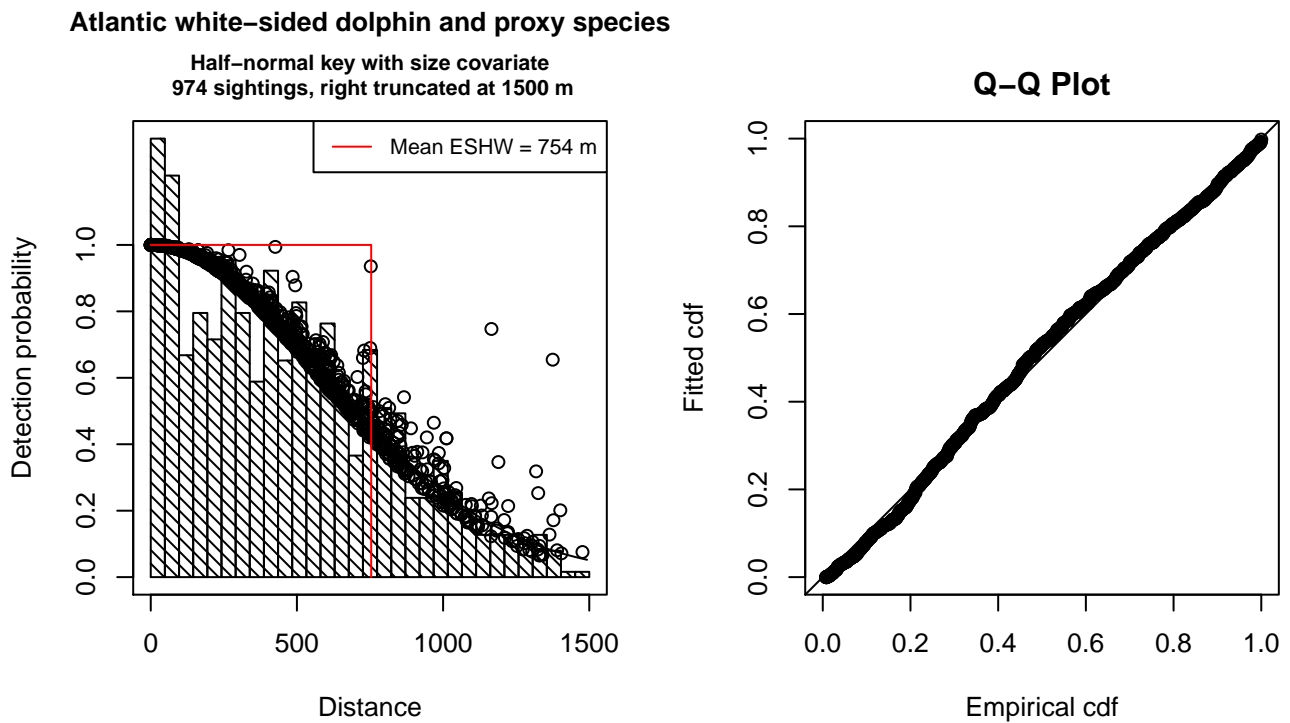 Atlantic white−sided dolphin and proxy species
Half−normal key with size covariate
974 sightings, right truncated at 1500 m
Mean ESHW = 754 m
Detection probability
0.0 0.2 0.4 0.6 0.8 1.0
0 500 1000 1500
Distance
Q−Q Plot
Fitted cdf
0.0 0.2 0.4 0.6 0.8 1.0
0.0 0.2 0.4 0.6 0.8 1.0
Empirical cdf